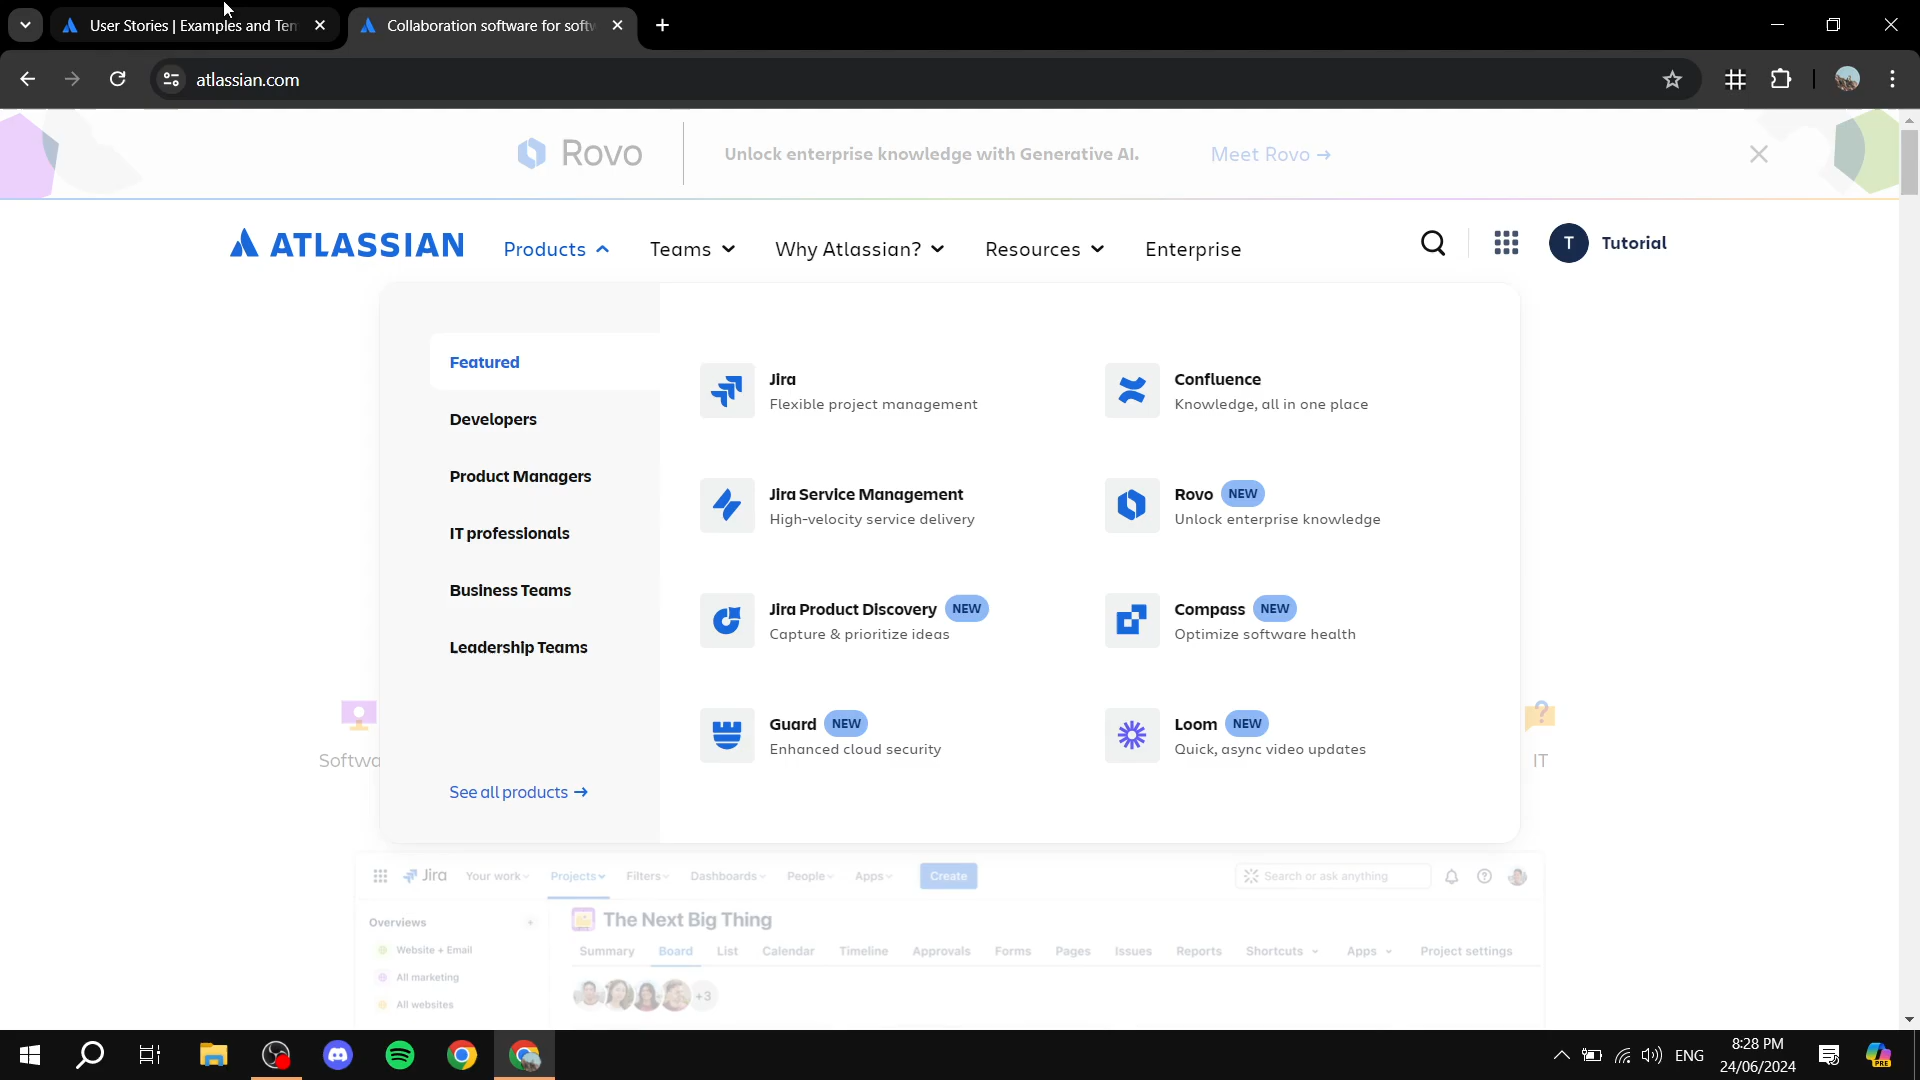 User Stories | Examples and Tem
Collaboration software for softw
atlassian.com
Rovo
Unlock enterprise knowledge with Generative AI.
Meet Rovo →
ATLASSIAN
Products
Teams
Why Atlassian?
Resources
Enterprise
T
Tutorial
Featured
Developers
Product Managers
IT professionals
Business Teams
Leadership Teams
See all products →
Jira
Flexible project management
Confluence
Knowledge, all in one place
Jira Service Management
High-velocity service delivery
Rovo NEW
Unlock enterprise knowledge
Jira Product Discovery NEW
Capture & prioritize ideas
Compass NEW
Optimize software health
Guard NEW
Enhanced cloud security
Loom NEW
Quick, async video updates
Softwa
IT
Jira
Your work
Projects
Filters
Dashboards
People
Apps
Create
Search or ask anything
Overviews
Website + Email
All marketing
All websites
The Next Big Thing
Summary
Board
List
Calendar
Timeline
Approvals
Forms
Pages
Issues
Reports
Shortcuts
Apps
Project settings
+3
ENG
8:28 PM
24/06/2024
PRE